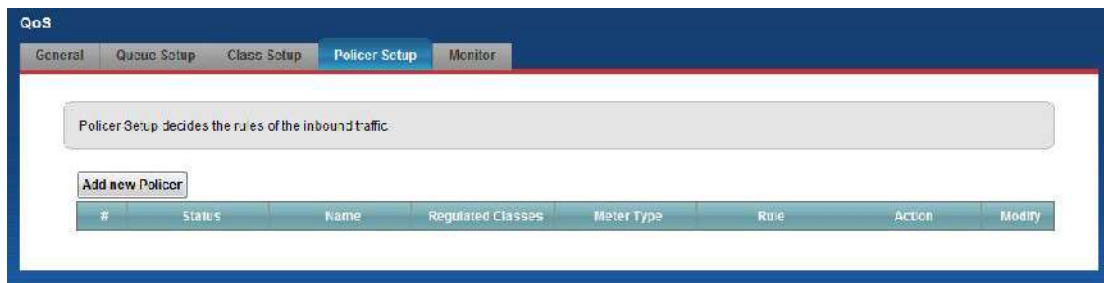 QoS
General Queue Setup Class Setup Policer Setup Monitor
Policer Setup decides the rules of the inbound traffic
Add new Policer
# Status Name Regulated Classes Meter Type Rule Action Modify